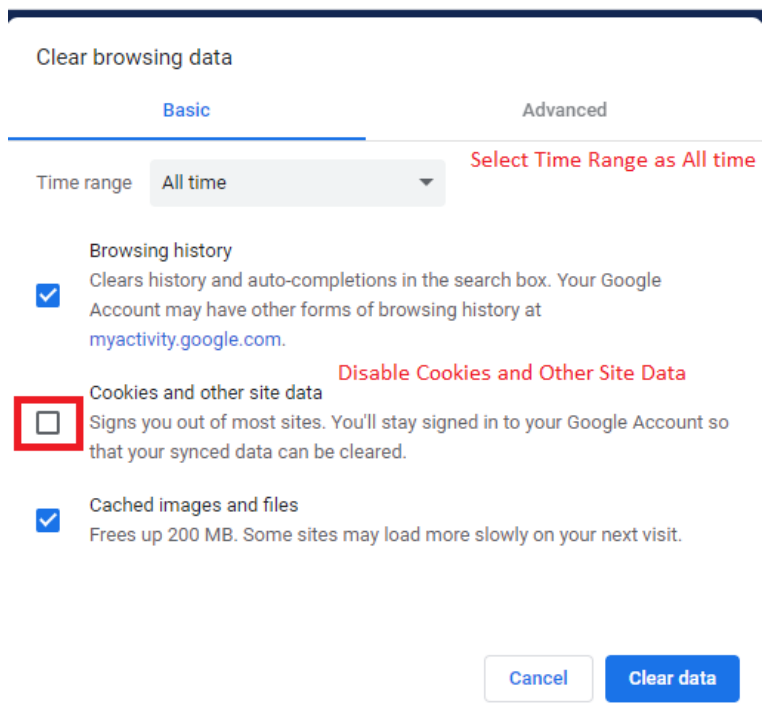 Clear browsing data
Basic Advanced
Select Time Range as All time
Time range All time
Browsing history
Clears history and auto-completions in the search box. Your Google
Account may have other forms of browsing history at
myactivity.google.com.
Disable Cookies and Other Site Data
Cookies and other site data
Signs you out of most sites. You'll stay signed in to your Google Account so
that your synced data can be cleared.
Cached images and files
Frees up 200 MB. Some sites may load more slowly on your next visit.
Cancel Clear data